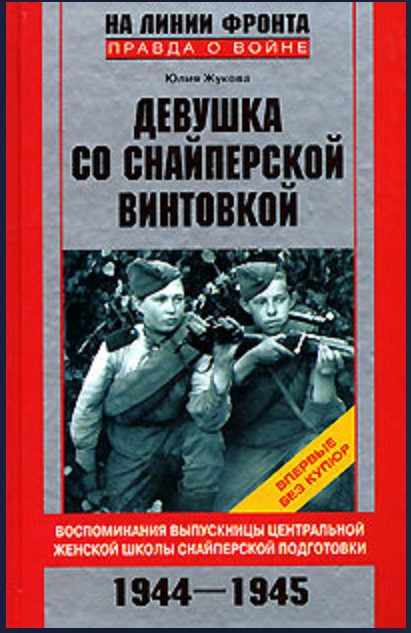 НА ЛИНИИ ФРОНТА
ПРАВДА О ВОЙНЕ
Юлия Жукова
ДЕВУШКА
СО СНАЙПЕРСКОЙ
ВИНТОВКОЙ
ВПЕРВЫЕ
БЕЗ КУПЮР
ВОСПОМИНАНИЯ ВЫПУСКНИЦЫ ЦЕНТРАЛЬНОЙ
ЖЕНСКОЙ ШКОЛЫ СНАЙПЕРСКОЙ ПОДГОТОВКИ
1944—1945